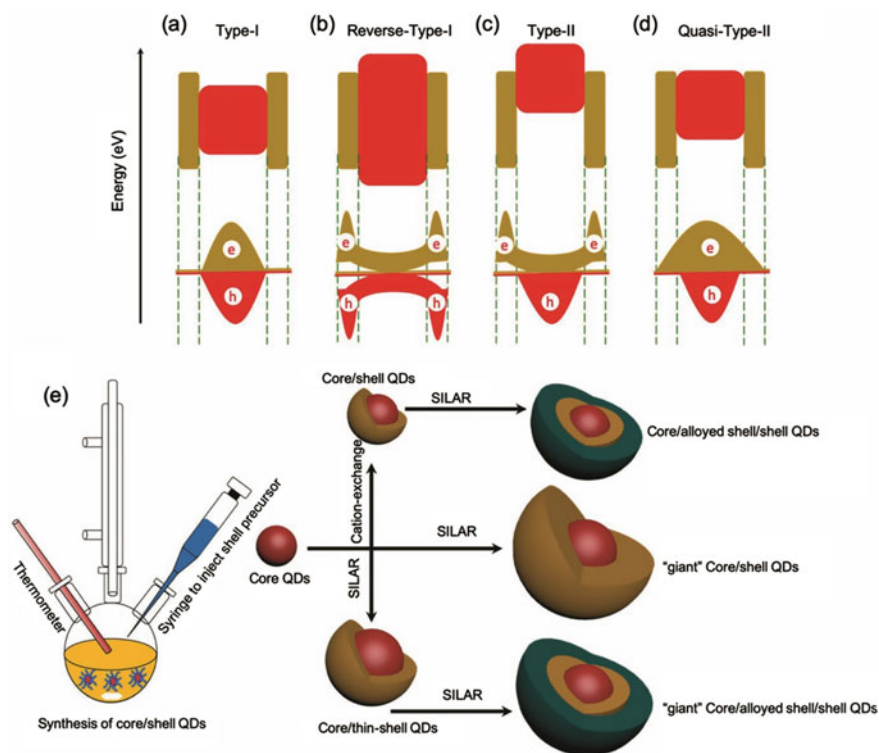 (a)
Type-I
(b)
Reverse-Type-I
(c)
Type-II
(d)
Quasi-Type-II
Energy (eV)
e
h
e
e
h
h
e
e
h
e
h
(e)
Thermometer
Syringe to inject shell precursor
Synthesis of core/shell QDs
Core QDs
Core/shell QDs
Cation-exchange
SILAR
Core/thin-shell QDs
SILAR
Core/alloyed shell/shell QDs
SILAR
"giant" Core/shell QDs
SILAR
"giant" Core/alloyed shell/shell QDs